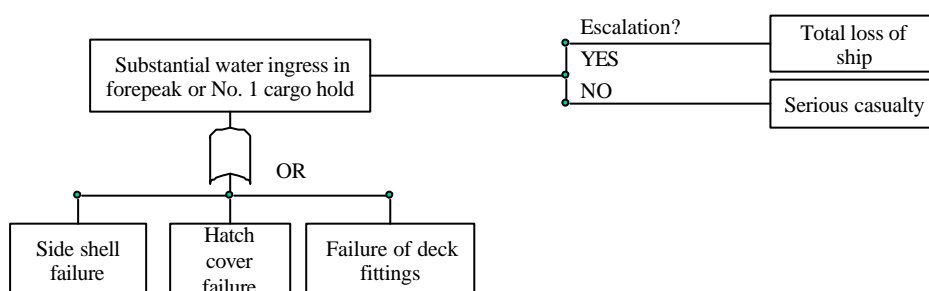 Escalation?
YES
NO
Total loss of
ship
Serious casualty
Substantial water ingress in
forepeak or No. 1 cargo hold
OR
Side shell
failure
Hatch
cover
failure
Failure of deck
fittings